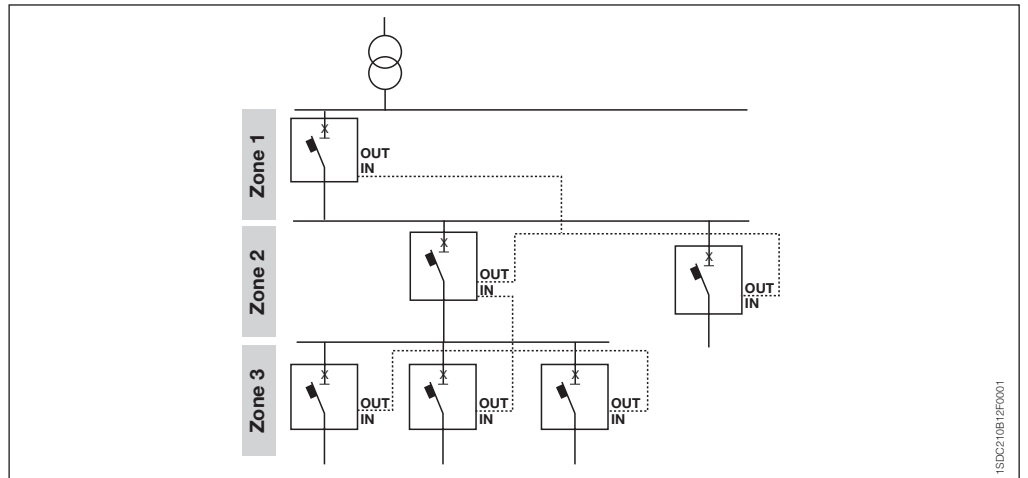 Zone 1
OUT
IN
Zone 2
OUT
IN
OUT
IN
Zone 3
OUT
IN
OUT
IN
OUT
IN
1SDC210B12F0001